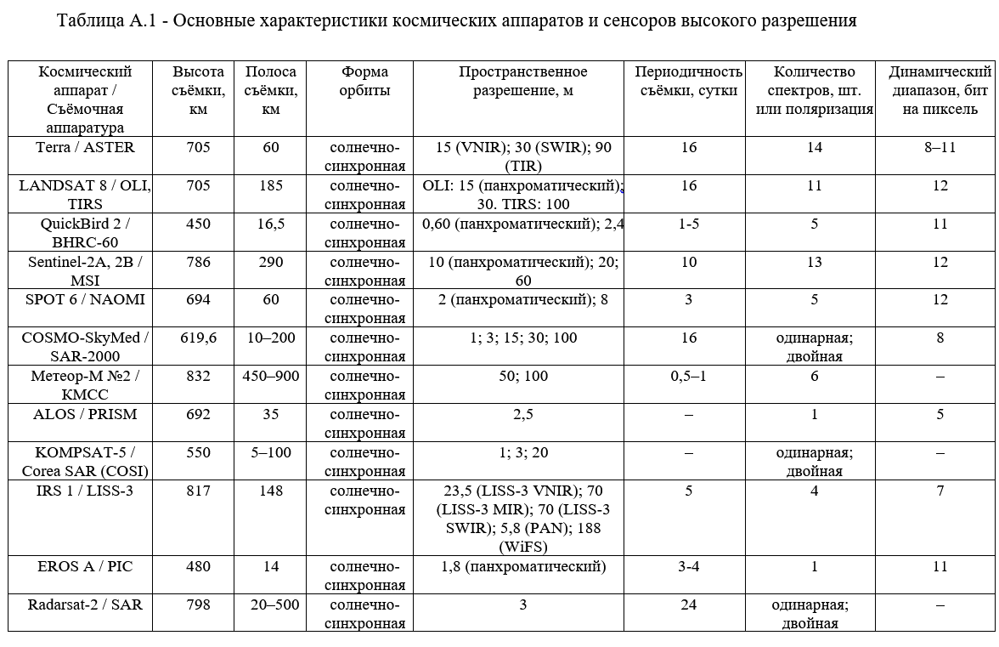 Таблица А.1 - Основные характеристики космических аппаратов и сенсоров высокого разрешения
Космический аппарат / Съёмочная аппаратура | Высота съёмки, км | Полоса съёмки, км | Форма орбиты | Пространственное разрешение, м | Периодичность съёмки, сутки | Количество спектров, шт. или поляризация | Динамический диапазон, бит на пиксель
Terra / ASTER | 705 | 60 | солнечно-синхронная | 15 (VNIR); 30 (SWIR); 90 (TIR) | 16 | 14 | 8–11
LANDSAT 8 / OLI, TIRS | 705 | 185 | солнечно-синхронная | OLI: 15 (панхроматический); 30. TIRS: 100 | 16 | 11 | 12
QuickBird 2 / BHRC-60 | 450 | 16,5 | солнечно-синхронная | 0,60 (панхроматический); 2,4 | 1-5 | 5 | 11
Sentinel-2A, 2B / MSI | 786 | 290 | солнечно-синхронная | 10 (панхроматический); 20; 60 | 10 | 13 | 12
SPOT 6 / NAOMI | 694 | 60 | солнечно-синхронная | 2 (панхроматический); 8 | 3 | 5 | 12
COSMO-SkyMed / SAR-2000 | 619,6 | 10–200 | солнечно-синхронная | 1; 3; 15; 30; 100 | 16 | одинарная; двойная | 8
Метеор-М №2 / КМСС | 832 | 450–900 | солнечно-синхронная | 50; 100 | 0,5–1 | 6 | –
ALOS / PRISM | 692 | 35 | солнечно-синхронная | 2,5 | – | 1 | 5
KOMPSAT-5 / Corea SAR (COSI) | 550 | 5–100 | солнечно-синхронная | 1; 3; 20 | – | одинарная; двойная | –
IRS 1 / LISS-3 | 817 | 148 | солнечно-синхронная | 23,5 (LISS-3 VNIR); 70 (LISS-3 MIR); 70 (LISS-3 SWIR); 5,8 (PAN); 188 (WiFS) | 5 | 4 | 7
EROS A / PIC | 480 | 14 | солнечно-синхронная | 1,8 (панхроматический) | 3-4 | 1 | 11
Radarsat-2 / SAR | 798 | 20–500 | солнечно-синхронная | 3 | 24 | одинарная; двойная | –